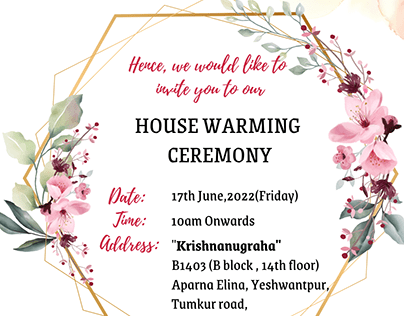 Hence, we would like to
invite you to our
HOUSE WARMING
CEREMONY
Date: 17th June,2022(Friday)
Time: 10am Onwards
Address: "Krishnanugraha"
B1403 (B block , 14th floor)
Aparna Elina, Yeshwantpur,
Tumkur road,